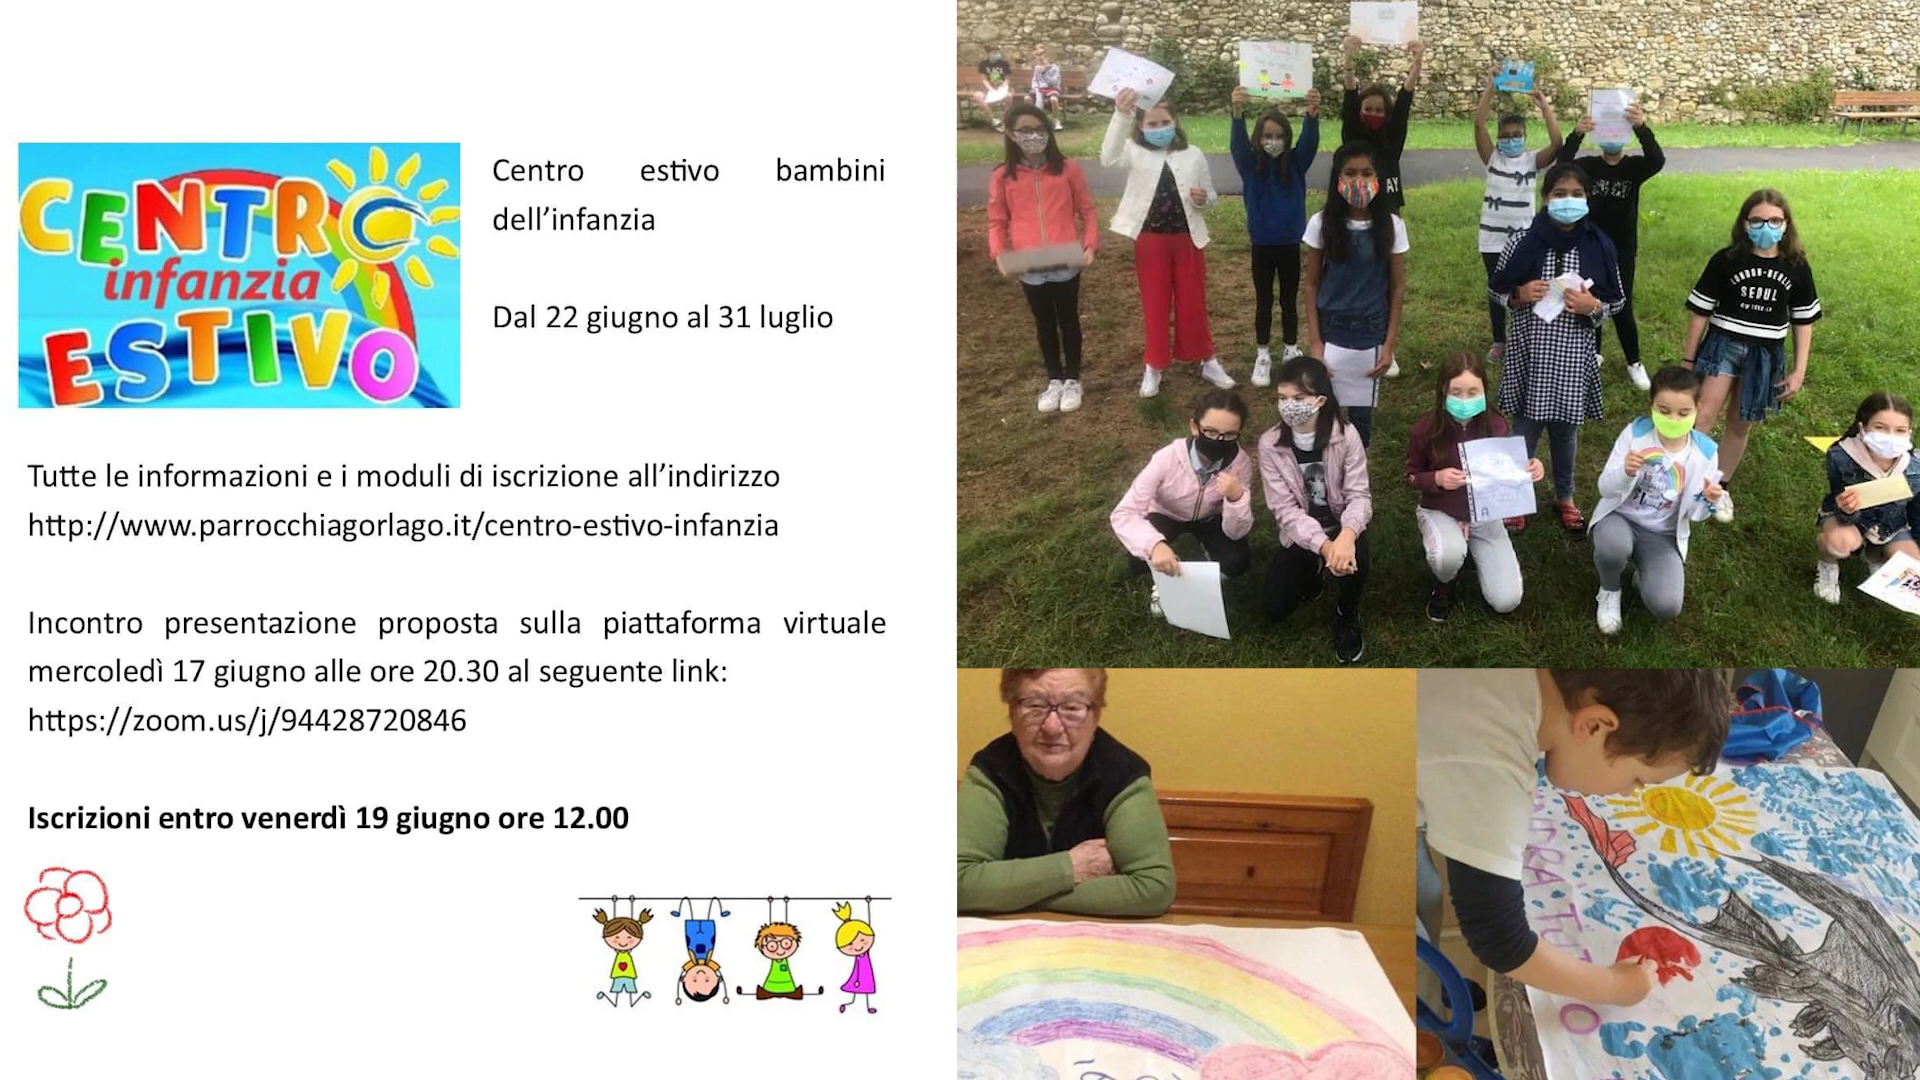 CENTRO
infanzia
ESTIVO
Centro estivo bambini
dell’infanzia
Dal 22 giugno al 31 luglio
Tutte le informazioni e i moduli di iscrizione all’indirizzo
http://www.parrocchiagorlago.it/centro-estivo-infanzia
Incontro presentazione proposta sulla piattaforma virtuale
mercoledì 17 giugno alle ore 20.30 al seguente link:
https://zoom.us/j/94428720846
Iscrizioni entro venerdì 19 giugno ore 12.00
AY
LONDON-BERLIN
SEOUL